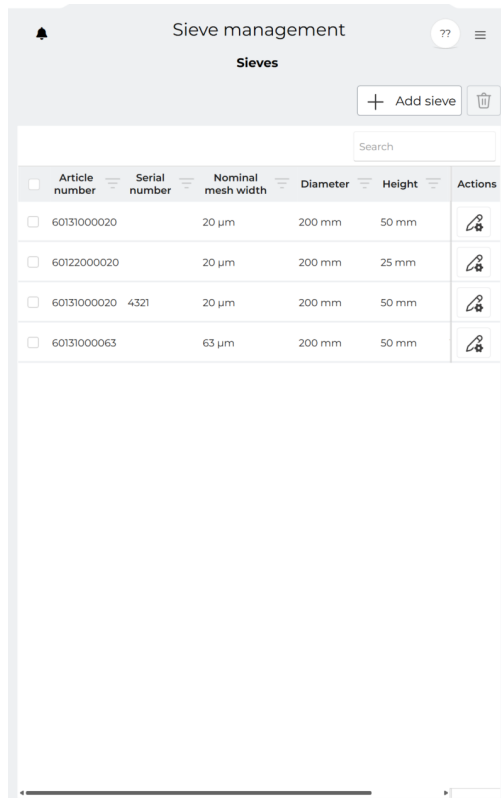 Sieve management
??
Sieves
Add sieve
Search
Article number Serial number Nominal mesh width Diameter Height Actions
60131000020 20 µm 200 mm 50 mm
60122000020 20 µm 200 mm 25 mm
60131000020 4321 20 µm 200 mm 50 mm
60131000063 63 µm 200 mm 50 mm